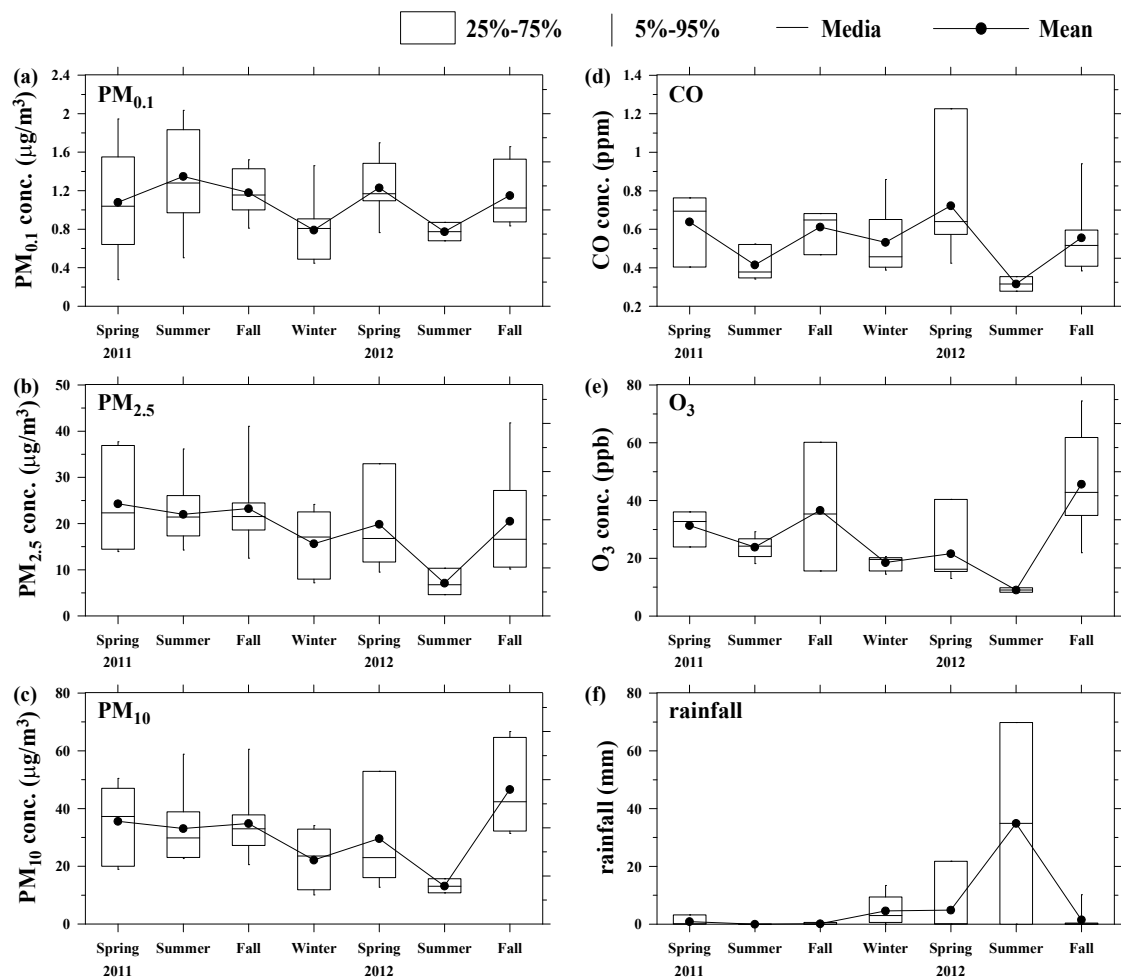 25%-75% 5%-95% Media Mean
(a) PM0.1
PM0.1 conc. (μg/m³)
2.4
2
1.6
1.2
0.8
0.4
0
Spring Summer Fall Winter Spring Summer Fall
2011 2012
(d) CO
CO conc. (ppm)
1.4
1.2
1
0.8
0.6
0.4
0.2
Spring Summer Fall Winter Spring Summer Fall
2011 2012
(b) PM2.5
PM2.5 conc. (μg/m³)
50
40
30
20
10
0
Spring Summer Fall Winter Spring Summer Fall
2011 2012
(e) O3
O3 conc. (ppb)
80
60
40
20
0
Spring Summer Fall Winter Spring Summer Fall
2011 2012
(c) PM10
PM10 conc. (μg/m³)
80
60
40
20
0
Spring Summer Fall Winter Spring Summer Fall
2011 2012
(f) rainfall
rainfall (mm)
80
60
40
20
0
Spring Summer Fall Winter Spring Summer Fall
2011 2012